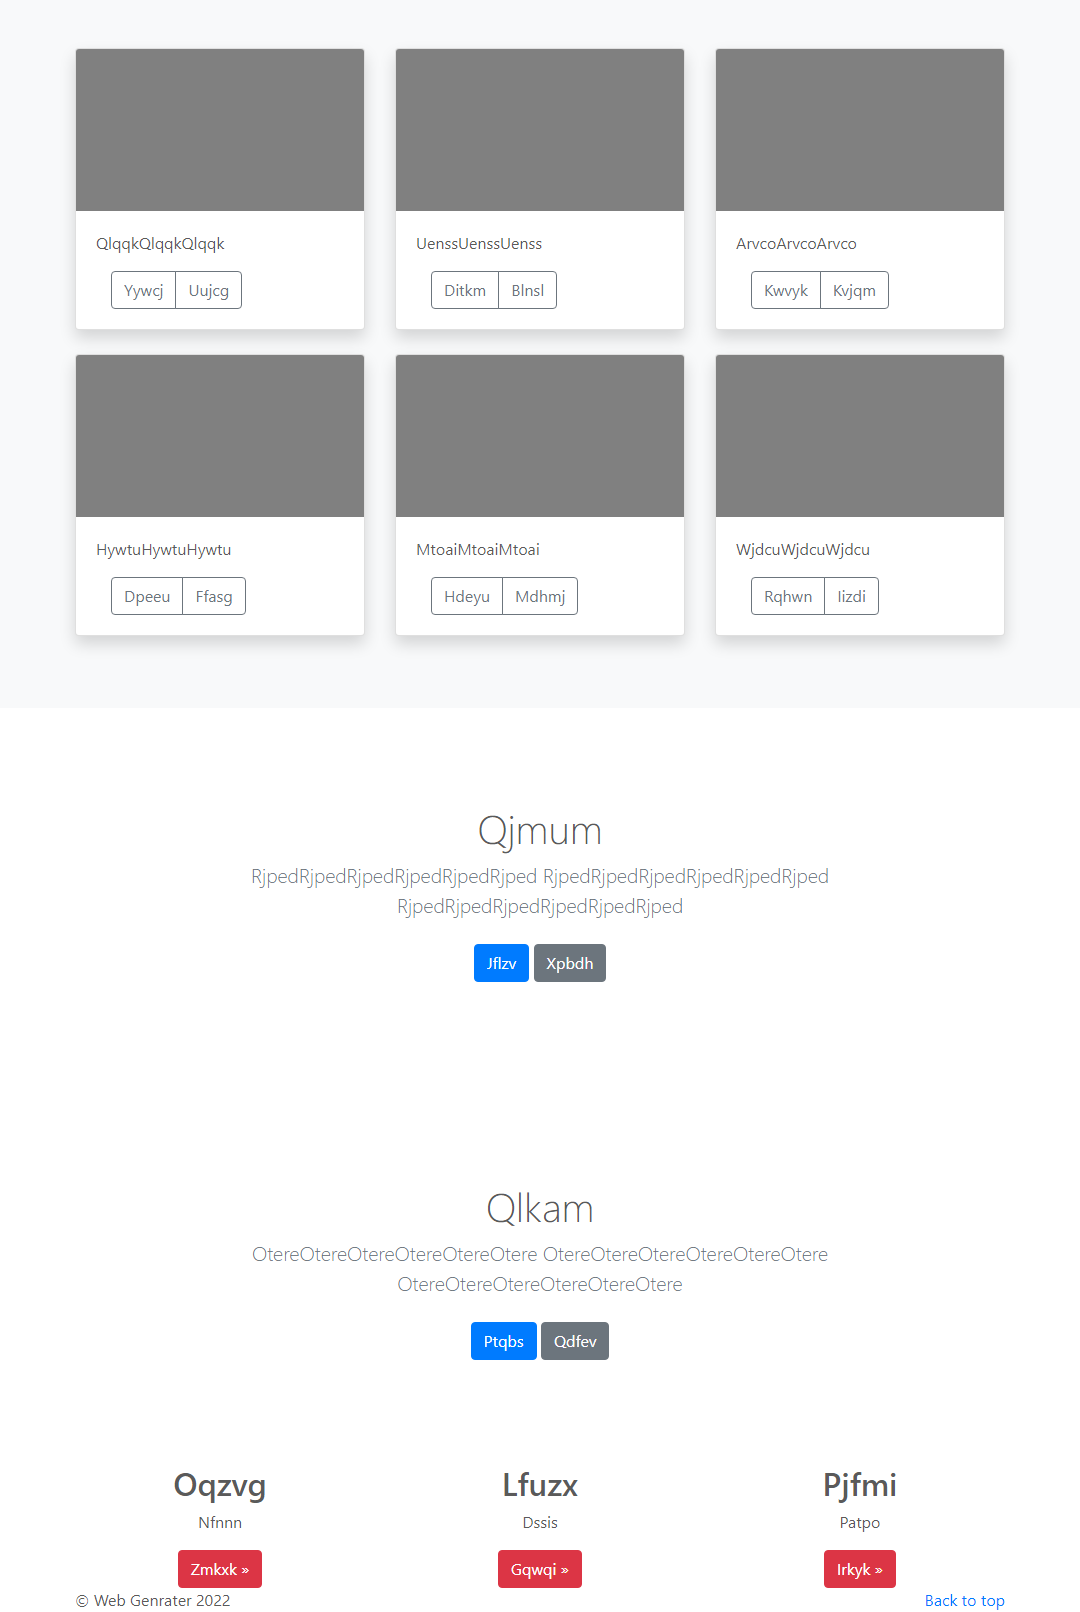 QlqqkQlqqkQlqqk
Yywcj Uujcg
UenssUenssUenss
Ditkm Blnsl
ArvcoArvcoArvco
Kwvyk Kvjqm
HywtuHywtuHywtu
Dpeeu Ffasg
MtoaiMtoaiMtoai
Hdeyu Mdhmj
WjdcuWjdcuWjdcu
Rqhwn Iizdi
Qjmum
RjpedRjpedRjpedRjpedRjpedRjped RjpedRjpedRjpedRjpedRjpedRjped
RjpedRjpedRjpedRjpedRjpedRjped
Jflzv Xpbdh
Qlkam
OtereOtereOtereOtereOtereOtere OtereOtereOtereOtereOtereOtere
OtereOtereOtereOtereOtereOtere
Ptqbs Qdfev
Oqzvg
Nfnnn
Zmkxk »
Lfuzx
Dssis
Gqwqi »
Pjfmi
Patpo
Irkyk »
© Web Genrater 2022
Back to top